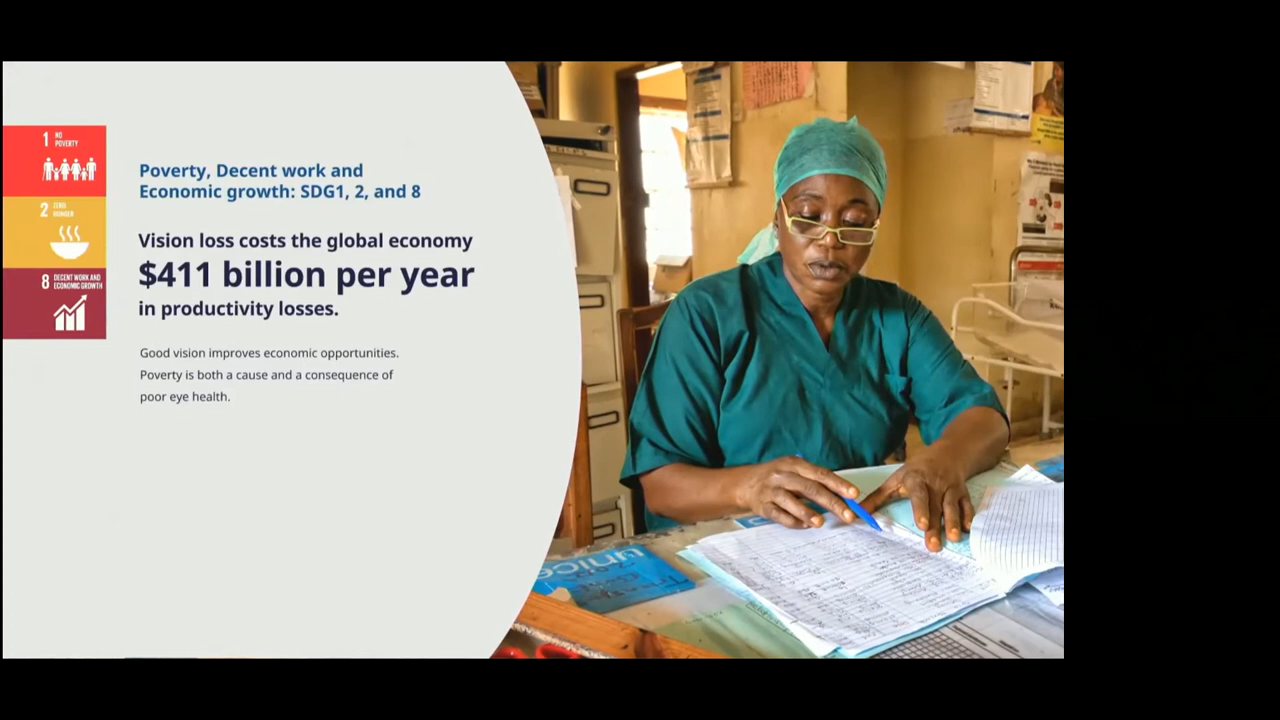 1 NO
POVERTY
2 ZERO
HUNGER
8 DECENT WORK AND
ECONOMIC GROWTH
Poverty, Decent work and
Economic growth: SDG1, 2, and 8
Vision loss costs the global economy
$411 billion per year
in productivity losses.
Good vision improves economic opportunities.
Poverty is both a cause and a consequence of
poor eye health.
unice